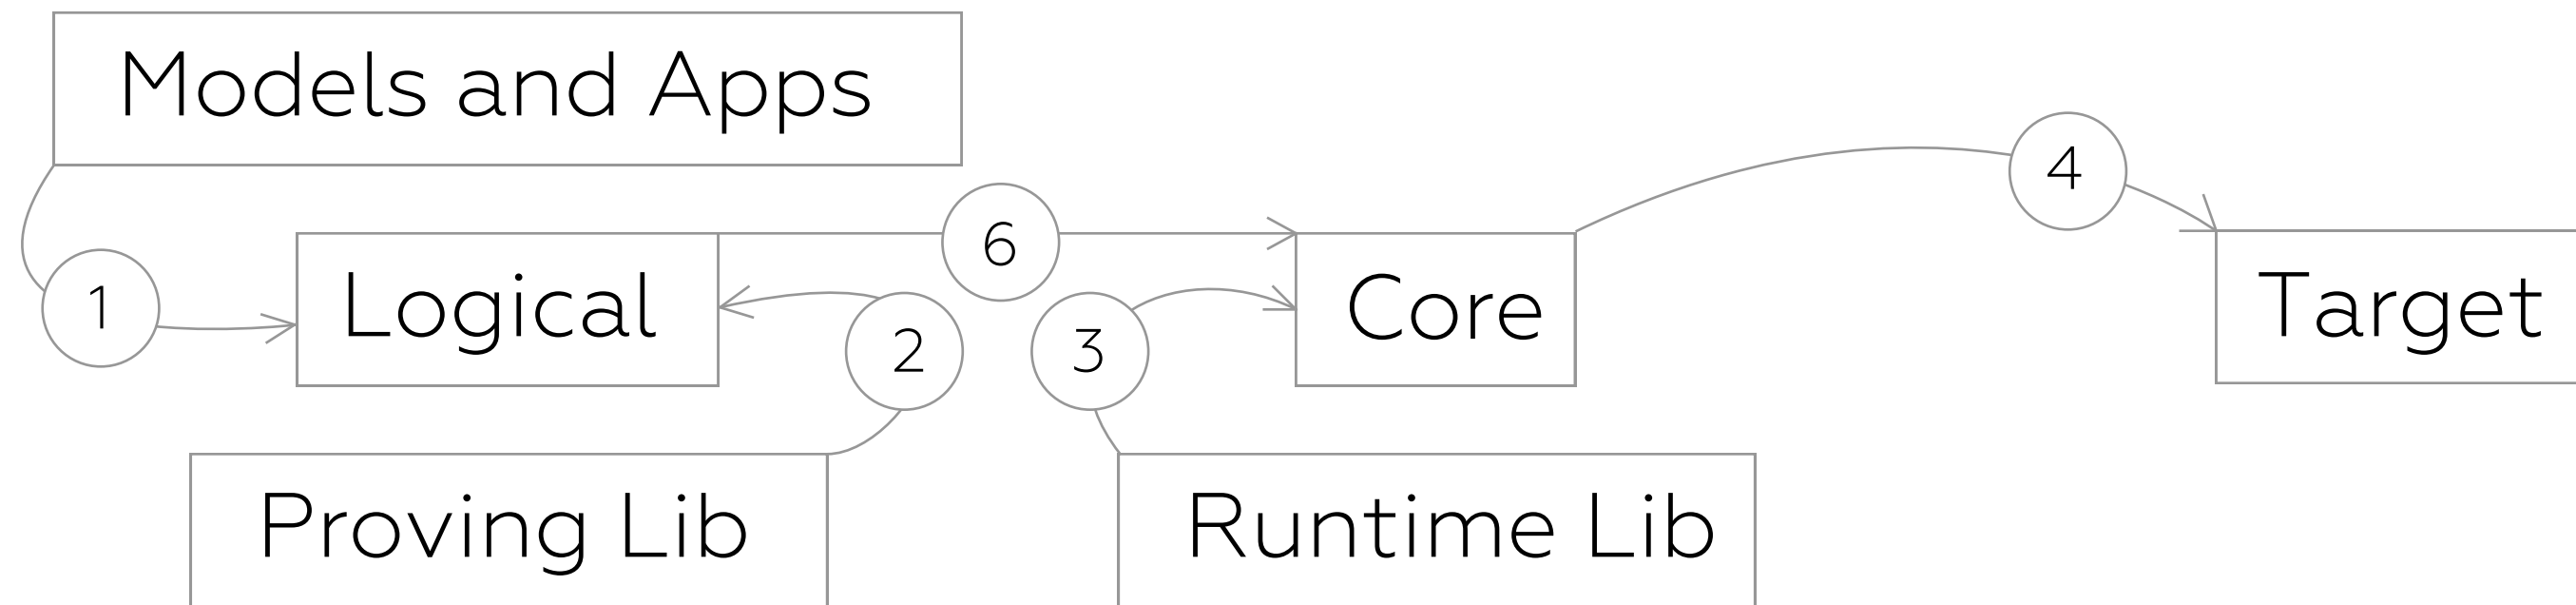 Models and Apps
4
6
1
Logical
Core
Target
2
3
Proving Lib
Runtime Lib